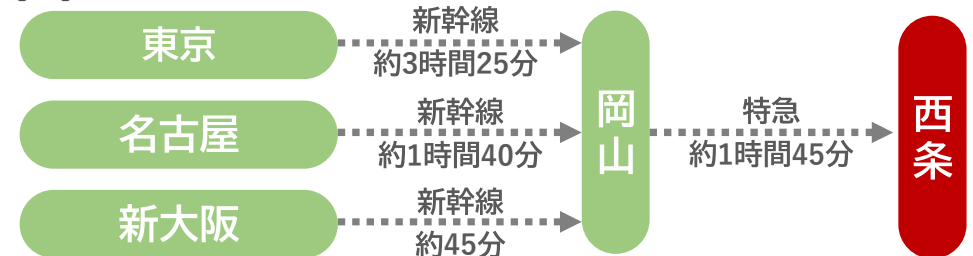 東京
新幹線
約3時間25分
名古屋
新幹線
約1時間40分
新大阪
新幹線
約45分
岡山
特急
約1時間45分
西条